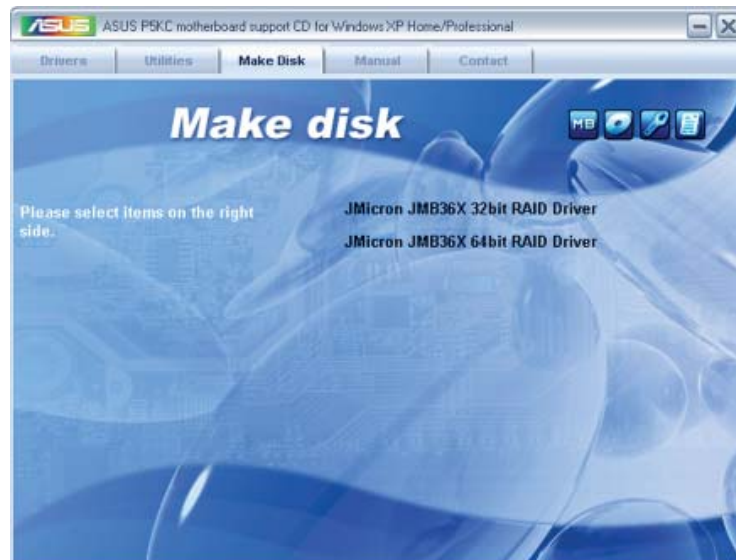 ASUS ASUS P5KC motherboard support CD for Windows XP Home/Professional
Drivers Utilities Make Disk Manual Contact
Make disk
MB
Please select items on the right
side.
JMicron JMB36X 32bit RAID Driver
JMicron JMB36X 64bit RAID Driver